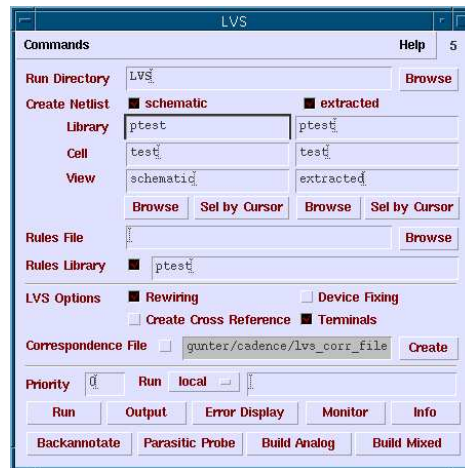 LVS
Commands Help 5
Run Directory LVS Browse
Create Netlist schematic extracted
Library ptest ptest
Cell test test
View schematic extracted
Browse Sel by Cursor Browse Sel by Cursor
Rules File Browse
Rules Library ptest
LVS Options Rewiring Device Fixing
Create Cross Reference Terminals
Correspondence File gunter/cadence/lvs_corr_file Create
Priority 0 Run local
Run Output Error Display Monitor Info
Backannotate Parasitic Probe Build Analog Build Mixed